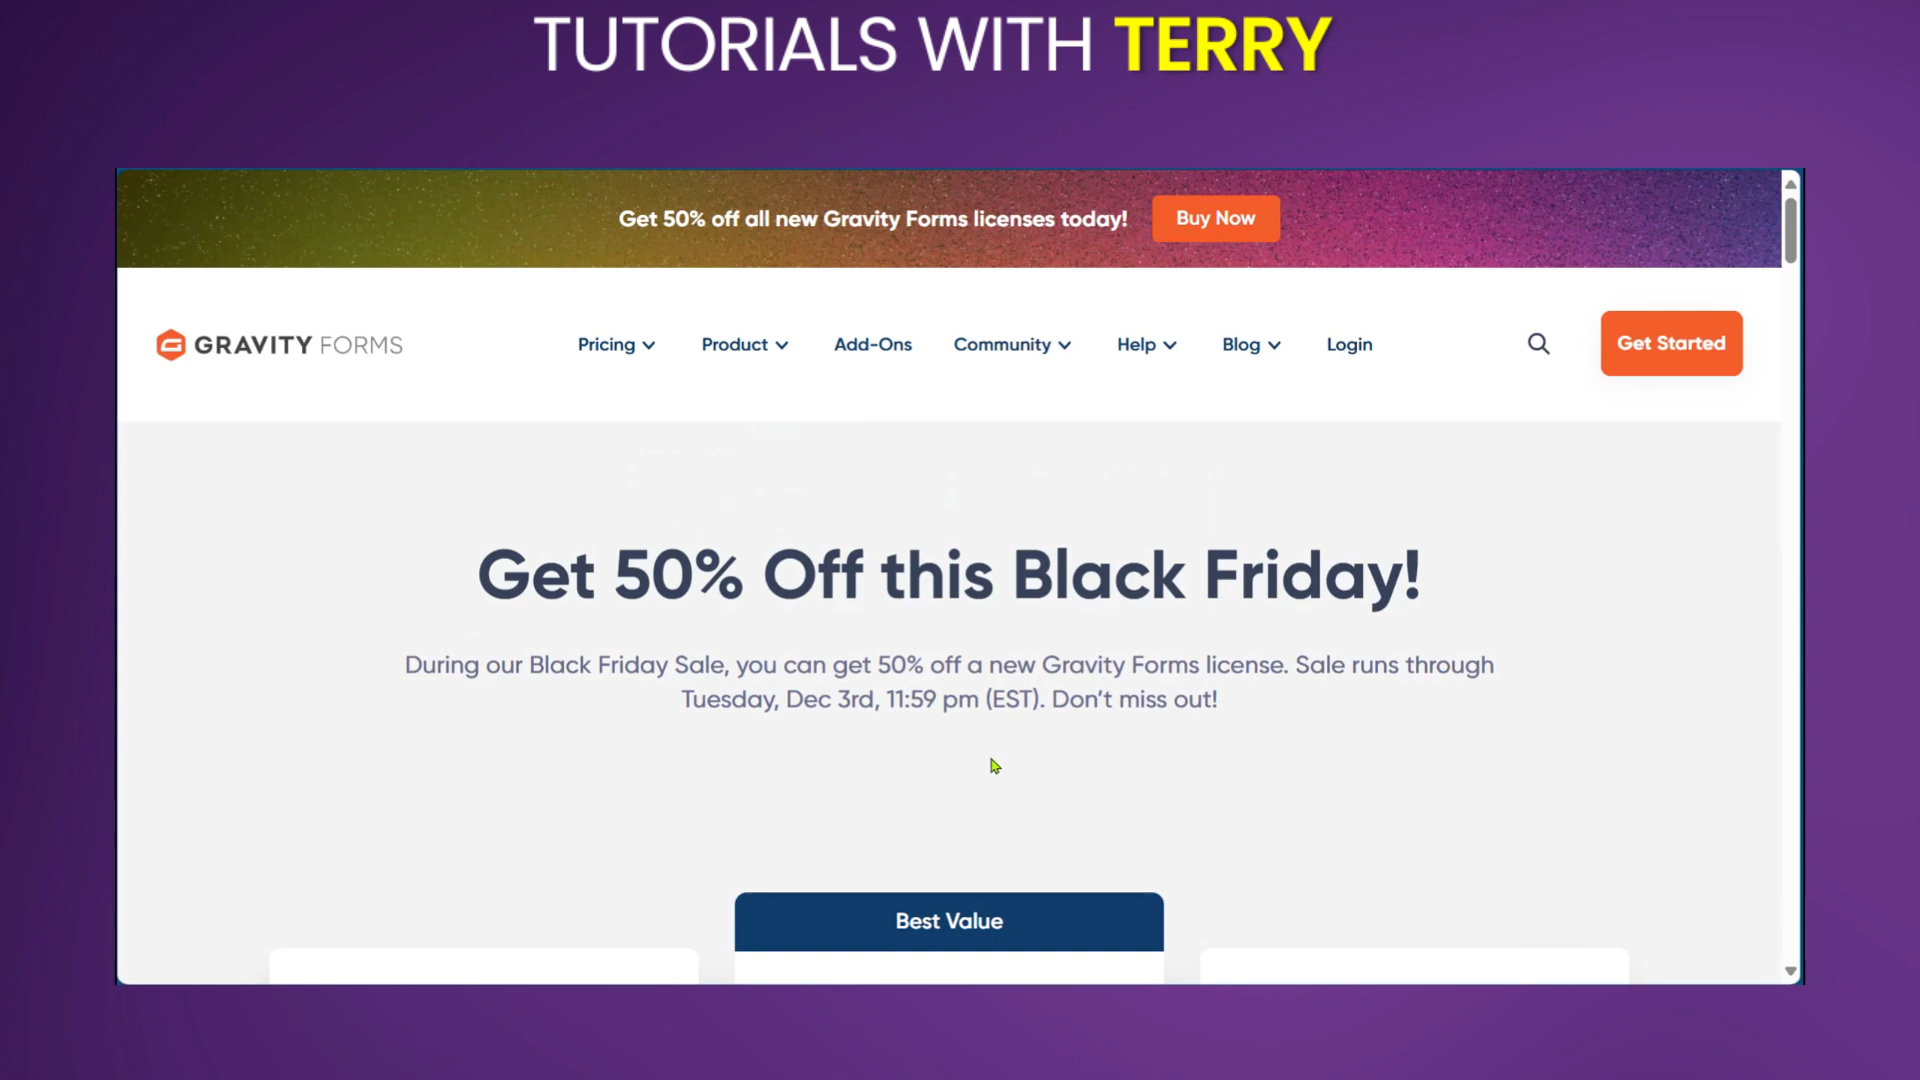 TUTORIALS WITH TERRY
Get 50% off all new Gravity Forms licenses today!
Buy Now
GRAVITY FORMS
Pricing
Product
Add-Ons
Community
Help
Blog
Login
Get Started
Get 50% Off this Black Friday!
During our Black Friday Sale, you can get 50% off a new Gravity Forms license. Sale runs through
Tuesday, Dec 3rd, 11:59 pm (EST). Don’t miss out!
Best Value